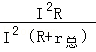 I²R
I² (R+r总)